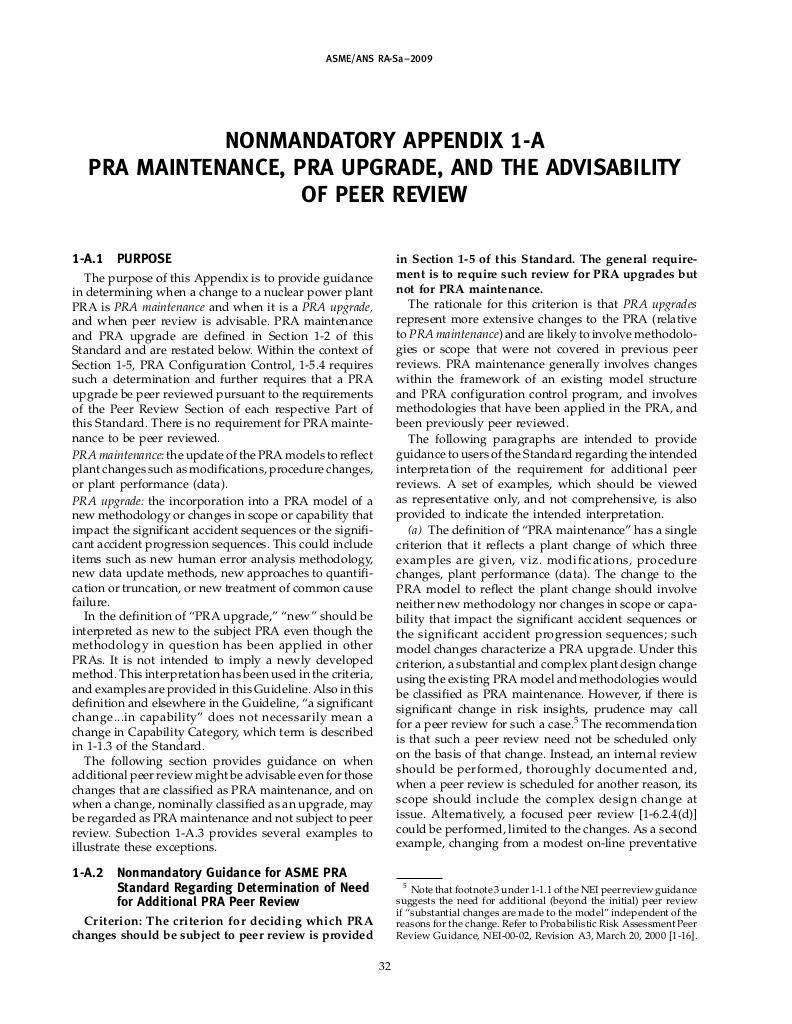 ASME/ANS RA-Sa–2009
NONMANDATORY APPENDIX 1-A
PRA MAINTENANCE, PRA UPGRADE, AND THE ADVISABILITY
OF PEER REVIEW
1-A.1 PURPOSE
The purpose of this Appendix is to provide guidance
in determining when a change to a nuclear power plant
PRA is PRA maintenance and when it is a PRA upgrade,
and when peer review is advisable. PRA maintenance
and PRA upgrade are defined in Section 1-2 of this
Standard and are restated below. Within the context of
Section 1-5, PRA Configuration Control, 1-5.4 requires
such a determination and further requires that a PRA
upgrade be peer reviewed pursuant to the requirements
of the Peer Review Section of each respective Part of
this Standard. There is no requirement for PRA mainte-
nance to be peer reviewed.
PRA maintenance: the update of the PRA models to reflect
plant changes such as modifications, procedure changes,
or plant performance (data).
PRA upgrade: the incorporation into a PRA model of a
new methodology or changes in scope or capability that
impact the significant accident sequences or the signifi-
cant accident progression sequences. This could include
items such as new human error analysis methodology,
new data update methods, new approaches to quantifi-
cation or truncation, or new treatment of common cause
failure.
In the definition of “PRA upgrade,” “new” should be
interpreted as new to the subject PRA even though the
methodology in question has been applied in other
PRAs. It is not intended to imply a newly developed
method. This interpretation has been used in the criteria,
and examples are provided in this Guideline. Also in this
definition and elsewhere in the Guideline, “a significant
change...in capability” does not necessarily mean a
change in Capability Category, which term is described
in 1-1.3 of the Standard.
The following section provides guidance on when
additional peer review might be advisable even for those
changes that are classified as PRA maintenance, and on
when a change, nominally classified as an upgrade, may
be regarded as PRA maintenance and not subject to peer
review. Subection 1-A.3 provides several examples to
illustrate these exceptions.
1-A.2 Nonmandatory Guidance for ASME PRA
Standard Regarding Determination of Need
for Additional PRA Peer Review
Criterion: The criterion for deciding which PRA
changes should be subject to peer review is provided
in Section 1-5 of this Standard. The general require-
ment is to require such review for PRA upgrades but
not for PRA maintenance.
The rationale for this criterion is that PRA upgrades
represent more extensive changes to the PRA (relative
to PRA maintenance) and are likely to involve methodolo-
gies or scope that were not covered in previous peer
reviews. PRA maintenance generally involves changes
within the framework of an existing model structure
and PRA configuration control program, and involves
methodologies that have been applied in the PRA, and
been previously peer reviewed.
The following paragraphs are intended to provide
guidance to users of the Standard regarding the intended
interpretation of the requirement for additional peer
reviews. A set of examples, which should be viewed
as representative only, and not comprehensive, is also
provided to indicate the intended interpretation.
(a) The definition of “PRA maintenance” has a single
criterion that it reflects a plant change of which three
examples are given, viz. modifications, procedure
changes, plant performance (data). The change to the
PRA model to reflect the plant change should involve
neither new methodology nor changes in scope or capa-
bility that impact the significant accident sequences or
the significant accident progression sequences; such
model changes characterize a PRA upgrade. Under this
criterion, a substantial and complex plant design change
using the existing PRA model and methodologies would
be classified as PRA maintenance. However, if there is
significant change in risk insights, prudence may call
for a peer review for such a case.5 The recommendation
is that such a peer review need not be scheduled only
on the basis of that change. Instead, an internal review
should be performed, thoroughly documented and,
when a peer review is scheduled for another reason, its
scope should include the complex design change at
issue. Alternatively, a focused peer review [1-6.2.4(d)]
could be performed, limited to the changes. As a second
example, changing from a modest on-line preventative
5 Note that footnote 3 under 1-1.1 of the NEI peer review guidance
suggests the need for additional (beyond the initial) peer review
if “substantial changes are made to the model” independent of the
reasons for the change. Refer to Probabilistic Risk Assessment Peer
Review Guidance, NEI-00-02, Revision A3, March 20, 2000 [1-16].
32